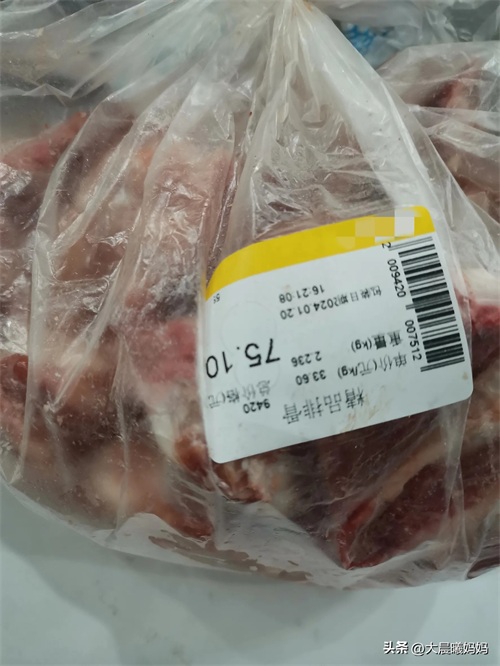 精品排骨
9420
单价(元/kg) 33.60
总价格(元
重量(kg) 2.236
75.10
包装日期2024.01.20
16:21:08
2 009420 007512
头条 @大晨曦妈妈